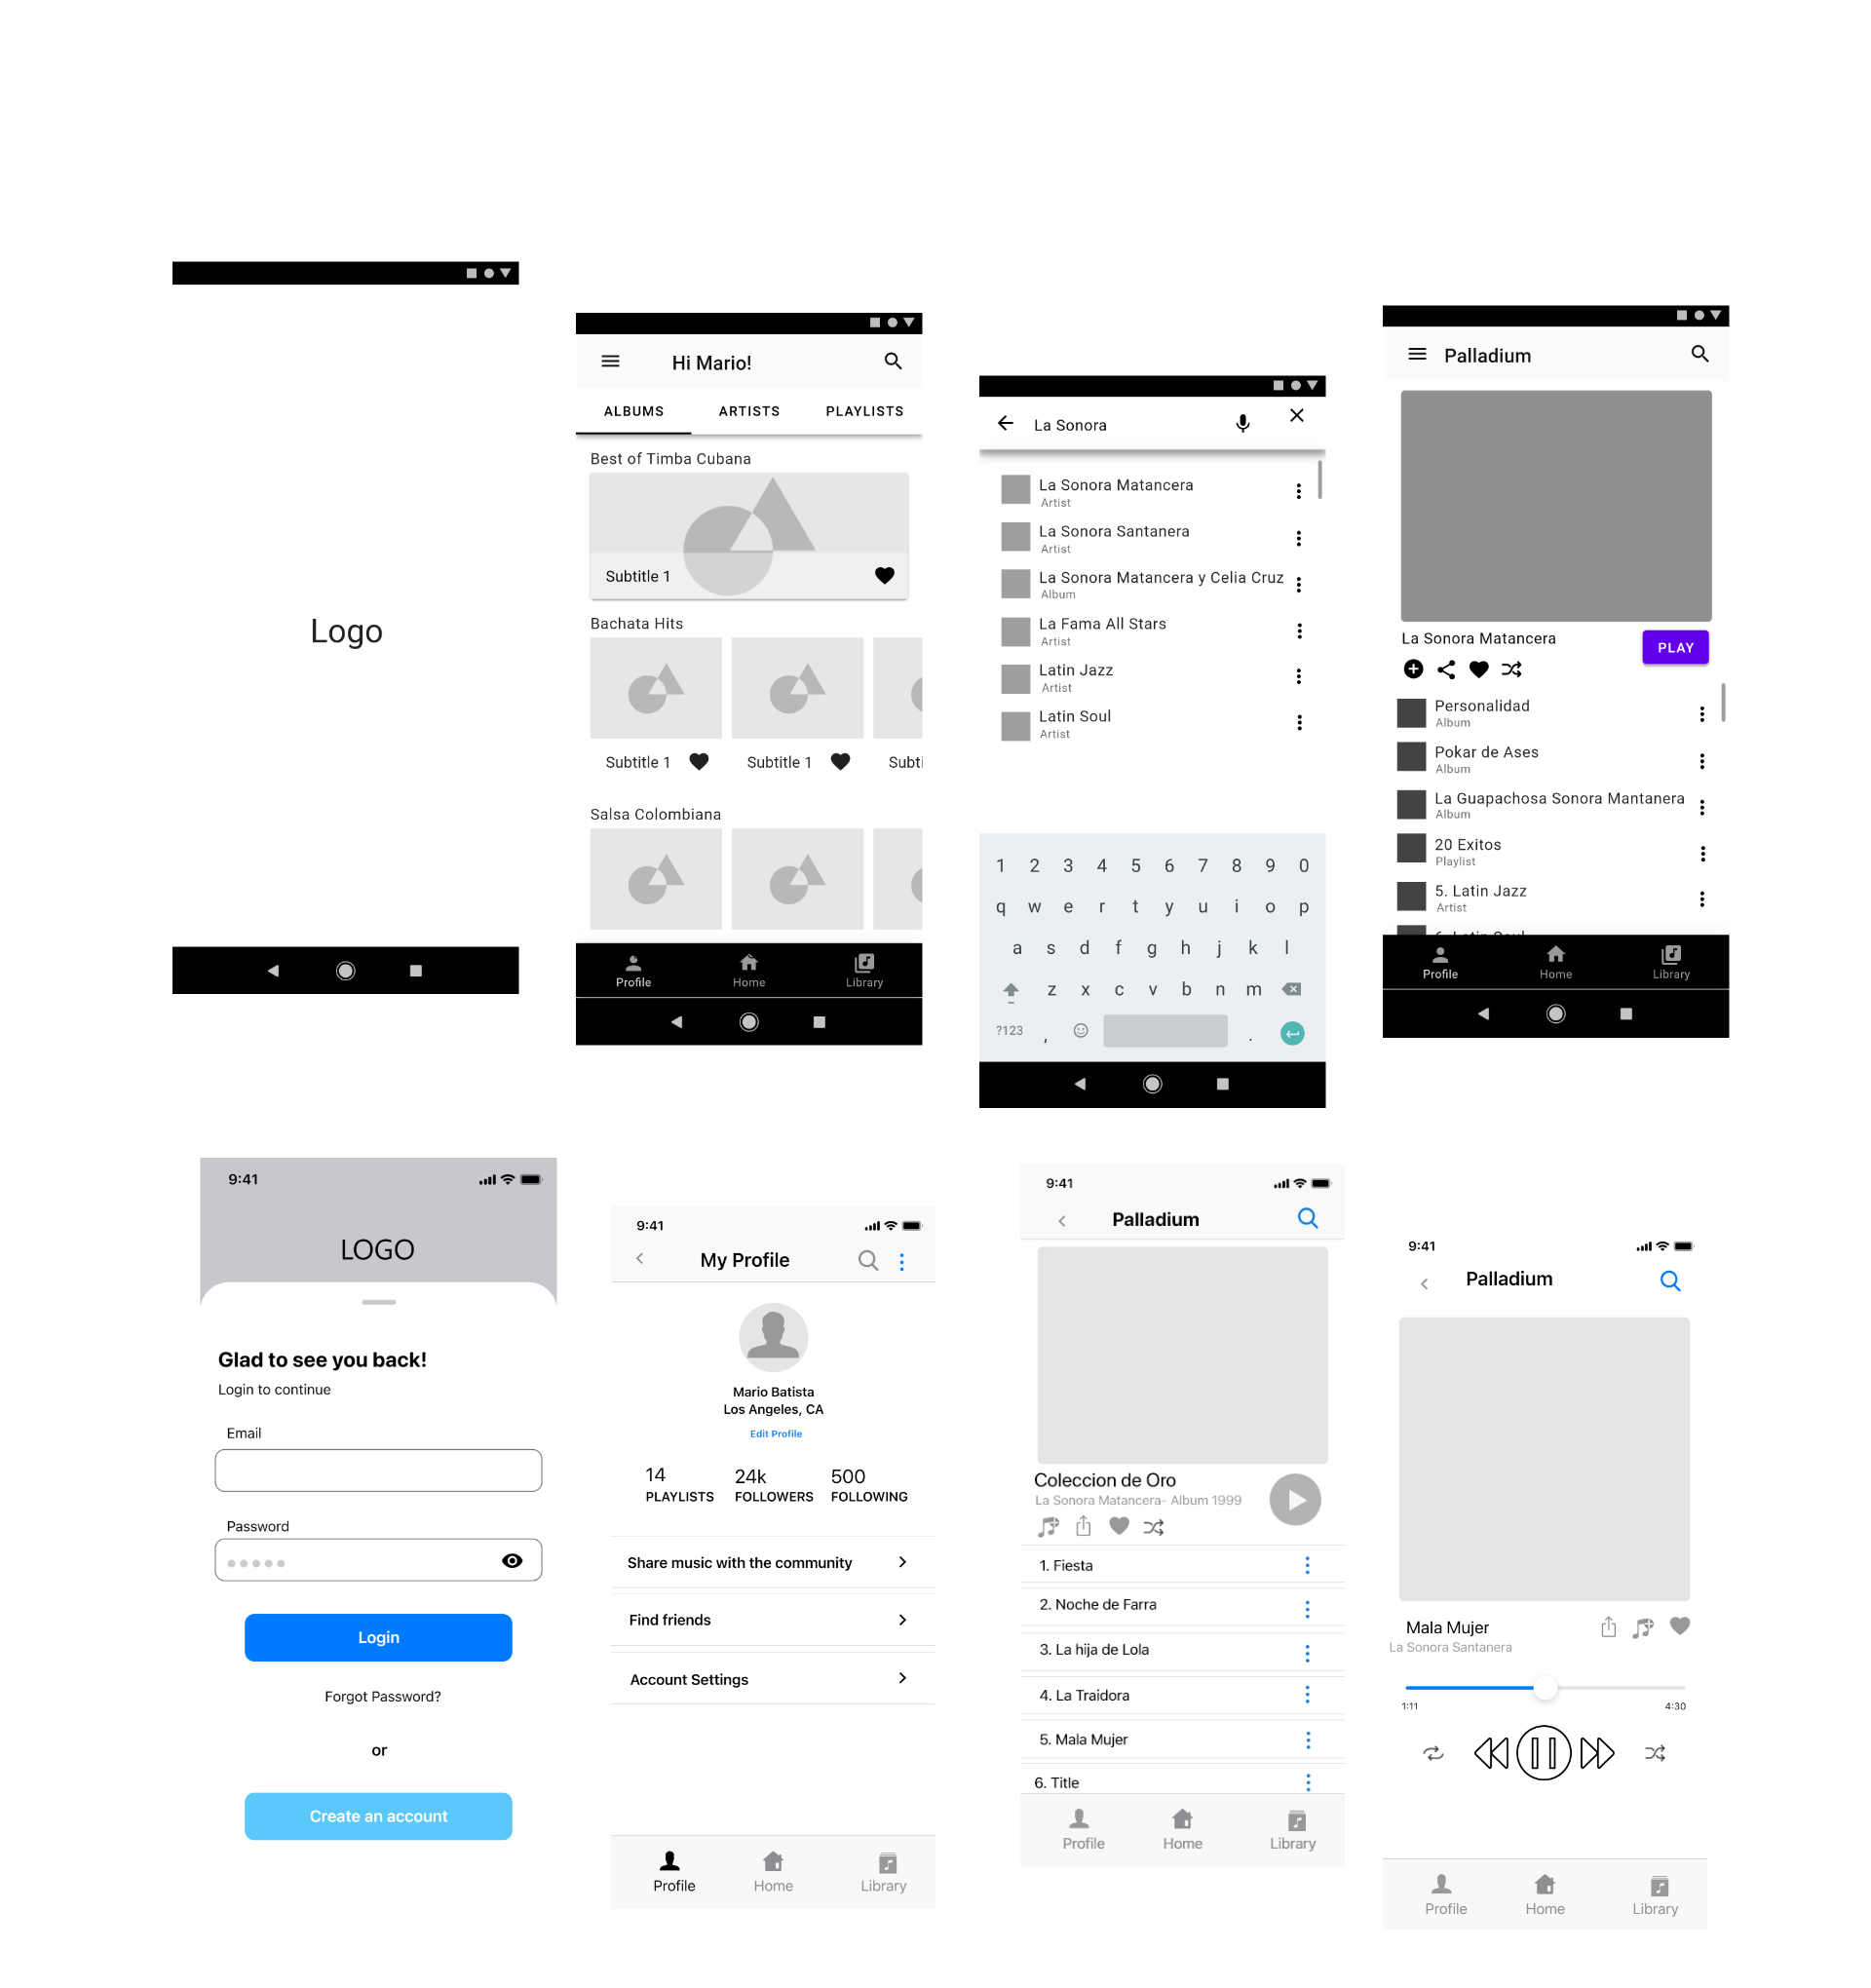 Logo
Hi Mario!
ALBUMS ARTISTS PLAYLISTS
Best of Timba Cubana
Subtitle 1
Bachata Hits
Subtitle 1 Subtitle 1 Subti
Salsa Colombiana
Profile Home Library
La Sonora
La Sonora Matancera
Artist
La Sonora Santanera
Artist
La Sonora Matancera y Celia Cruz
Album
La Fama All Stars
Artist
Latin Jazz
Artist
Latin Soul
Artist
1 2 3 4 5 6 7 8 9 0
q w e r t y u i o p
a s d f g h j k l
z x c v b n m
?123 , .
Palladium
La Sonora Matancera
PLAY
Personalidad
Album
Pokar de Ases
Album
La Guapachosa Sonora Mantanera
Album
20 Exitos
Playlist
5. Latin Jazz
Artist
Profile Home Library
9:41
LOGO
Glad to see you back!
Login to continue
Email
Password
Login
Forgot Password?
or
Create an account
9:41
My Profile
Mario Batista
Los Angeles, CA
Edit Profile
14 24k 500
PLAYLISTS FOLLOWERS FOLLOWING
Share music with the community
Find friends
Account Settings
Profile Home Library
9:41
Palladium
Coleccion de Oro
La Sonora Matancera- Album 1999
1. Fiesta
2. Noche de Farra
3. La hija de Lola
4. La Traidora
5. Mala Mujer
6. Title
Profile Home Library
9:41
Palladium
Mala Mujer
La Sonora Santanera
1:11 4:30
Profile Home Library